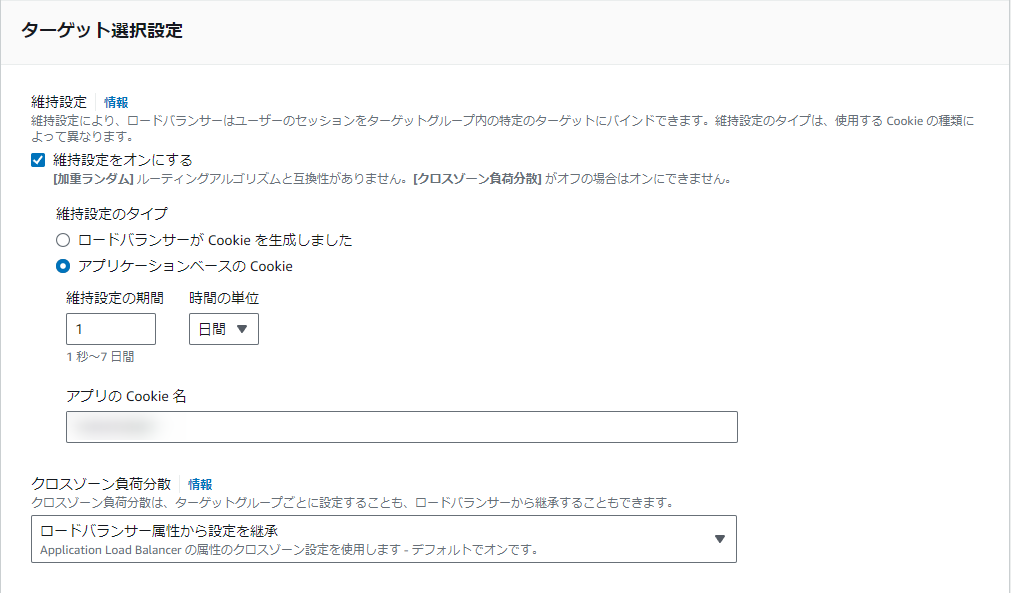 ターゲット選択設定
維持設定 情報
維持設定により、ロードバランサーはユーザーのセッションをターゲットグループ内の特定のターゲットにバインドできます。維持設定のタイプは、使用する Cookie の種類に
よって異なります。
維持設定をオンにする
[加重ランダム] ルーティングアルゴリズムと互換性がありません。[クロスゾーン負荷分散] がオフの場合はオンにできません。
維持設定のタイプ
ロードバランサーが Cookie を生成しました
アプリケーションベースの Cookie
維持設定の期間 時間の単位
1 日間
1 秒～7 日間
アプリの Cookie 名
クロスゾーン負荷分散 情報
クロスゾーン負荷分散は、ターゲットグループごとに設定することも、ロードバランサーから継承することもできます。
ロードバランサー属性から設定を継承
Application Load Balancer の属性のクロスゾーン設定を使用します - デフォルトでオンです。